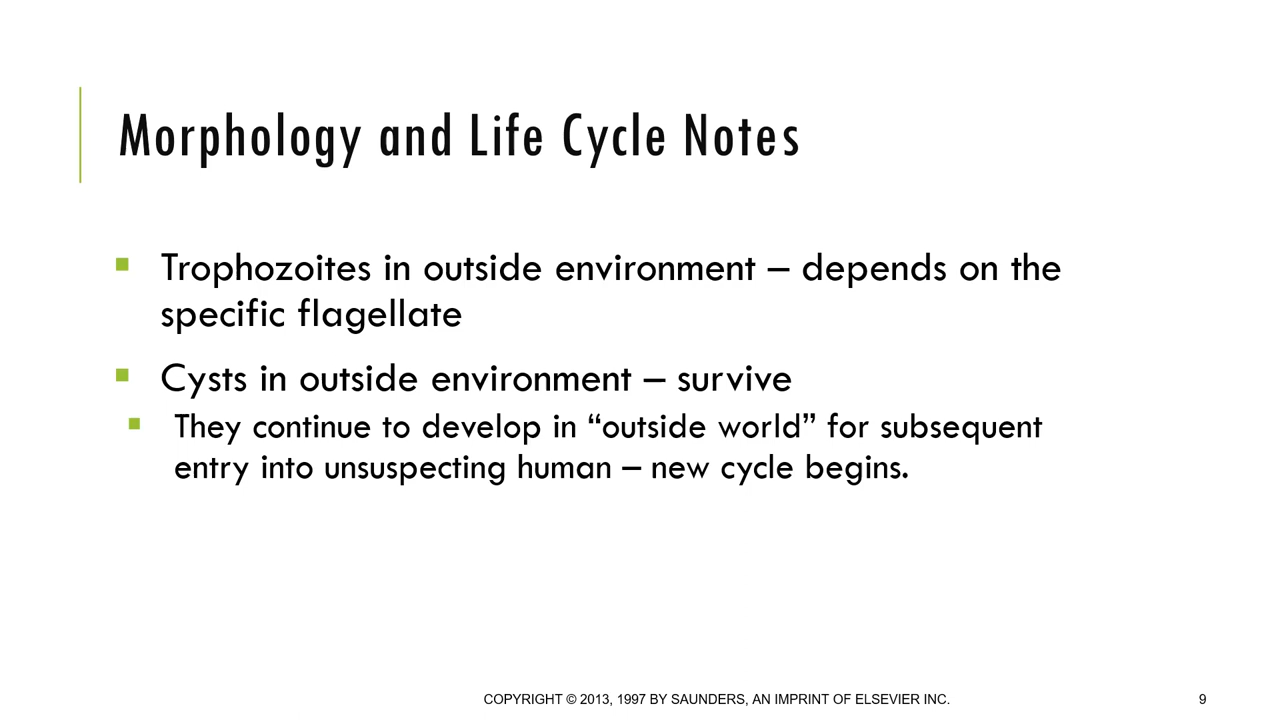 Morphology and Life Cycle Notes
▪ Trophozoites in outside environment – depends on the
specific flagellate
▪ Cysts in outside environment – survive
▪ They continue to develop in “outside world” for subsequent
entry into unsuspecting human – new cycle begins.
COPYRIGHT © 2013, 1997 BY SAUNDERS, AN IMPRINT OF ELSEVIER INC.
9